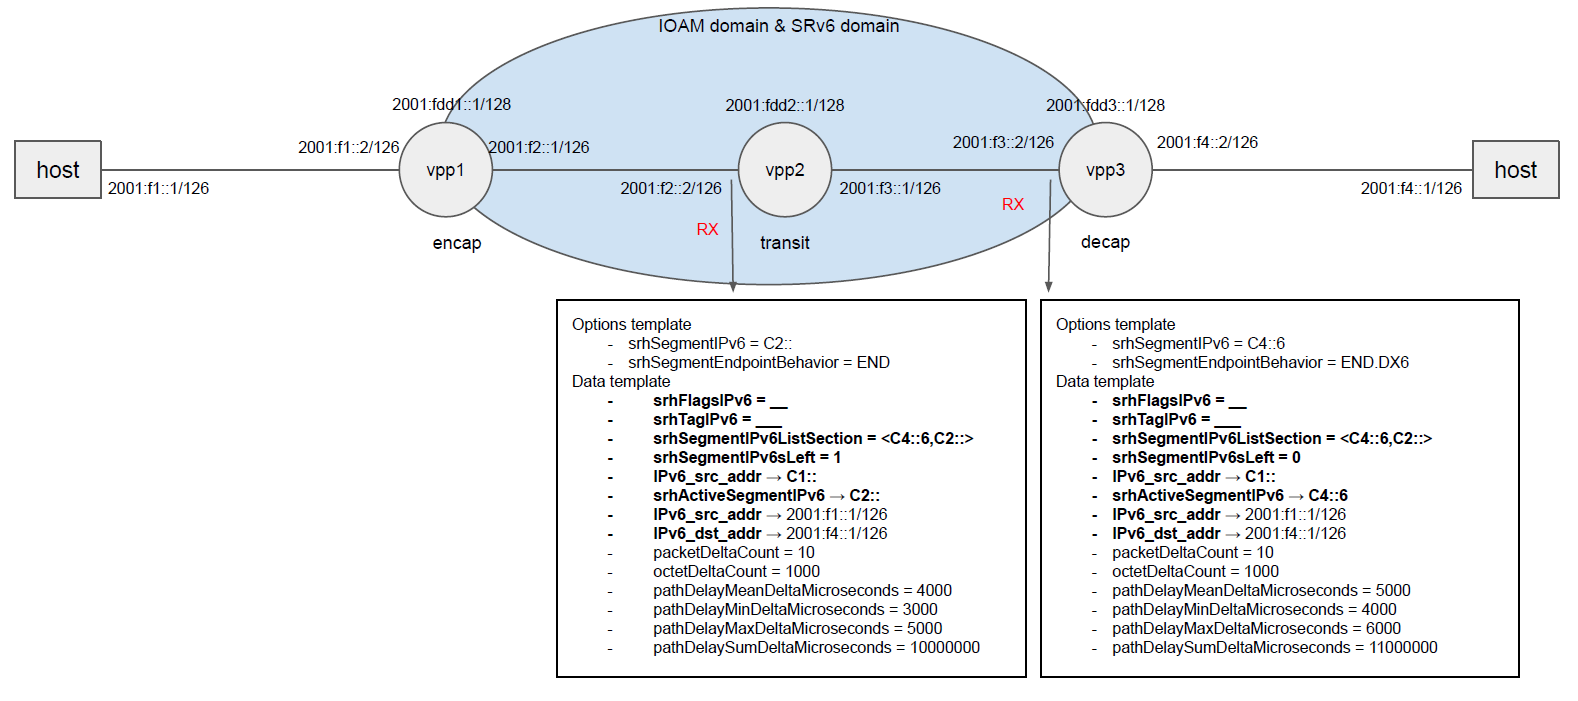 IOAM domain & SRv6 domain
2001:fdd1::1/128
2001:fdd2::1/128
2001:fdd3::1/128
2001:f1::2/126
2001:f2::1/126
2001:f3::2/126
2001:f4::2/126
host
vpp1
vpp2
vpp3
host
2001:f1::1/126
2001:f2::2/126
2001:f3::1/126
2001:f4::1/126
RX
RX
encap
transit
decap
Options template
- srhSegmentIPv6 = C2::
- srhSegmentEndpointBehavior = END
Data template
- srhFlagsIPv6 = __
- srhTagIPv6 = ___
- srhSegmentIPv6ListSection = <C4::6,C2::>
- srhSegmentIPv6sLeft = 1
- IPv6_src_addr → C1::
- srhActiveSegmentIPv6 → C2::
- IPv6_src_addr → 2001:f1::1/126
- IPv6_dst_addr → 2001:f4::1/126
- packetDeltaCount = 10
- octetDeltaCount = 1000
- pathDelayMeanDeltaMicroseconds = 4000
- pathDelayMinDeltaMicroseconds = 3000
- pathDelayMaxDeltaMicroseconds = 5000
- pathDelaySumDeltaMicroseconds = 10000000
Options template
- srhSegmentIPv6 = C4::6
- srhSegmentEndpointBehavior = END.DX6
Data template
- srhFlagsIPv6 = __
- srhTagIPv6 = ___
- srhSegmentIPv6ListSection = <C4::6,C2::>
- srhSegmentIPv6sLeft = 0
- IPv6_src_addr → C1::
- srhActiveSegmentIPv6 → C4::6
- IPv6_src_addr → 2001:f1::1/126
- IPv6_dst_addr → 2001:f4::1/126
- packetDeltaCount = 10
- octetDeltaCount = 1000
- pathDelayMeanDeltaMicroseconds = 5000
- pathDelayMinDeltaMicroseconds = 4000
- pathDelayMaxDeltaMicroseconds = 6000
- pathDelaySumDeltaMicroseconds = 11000000